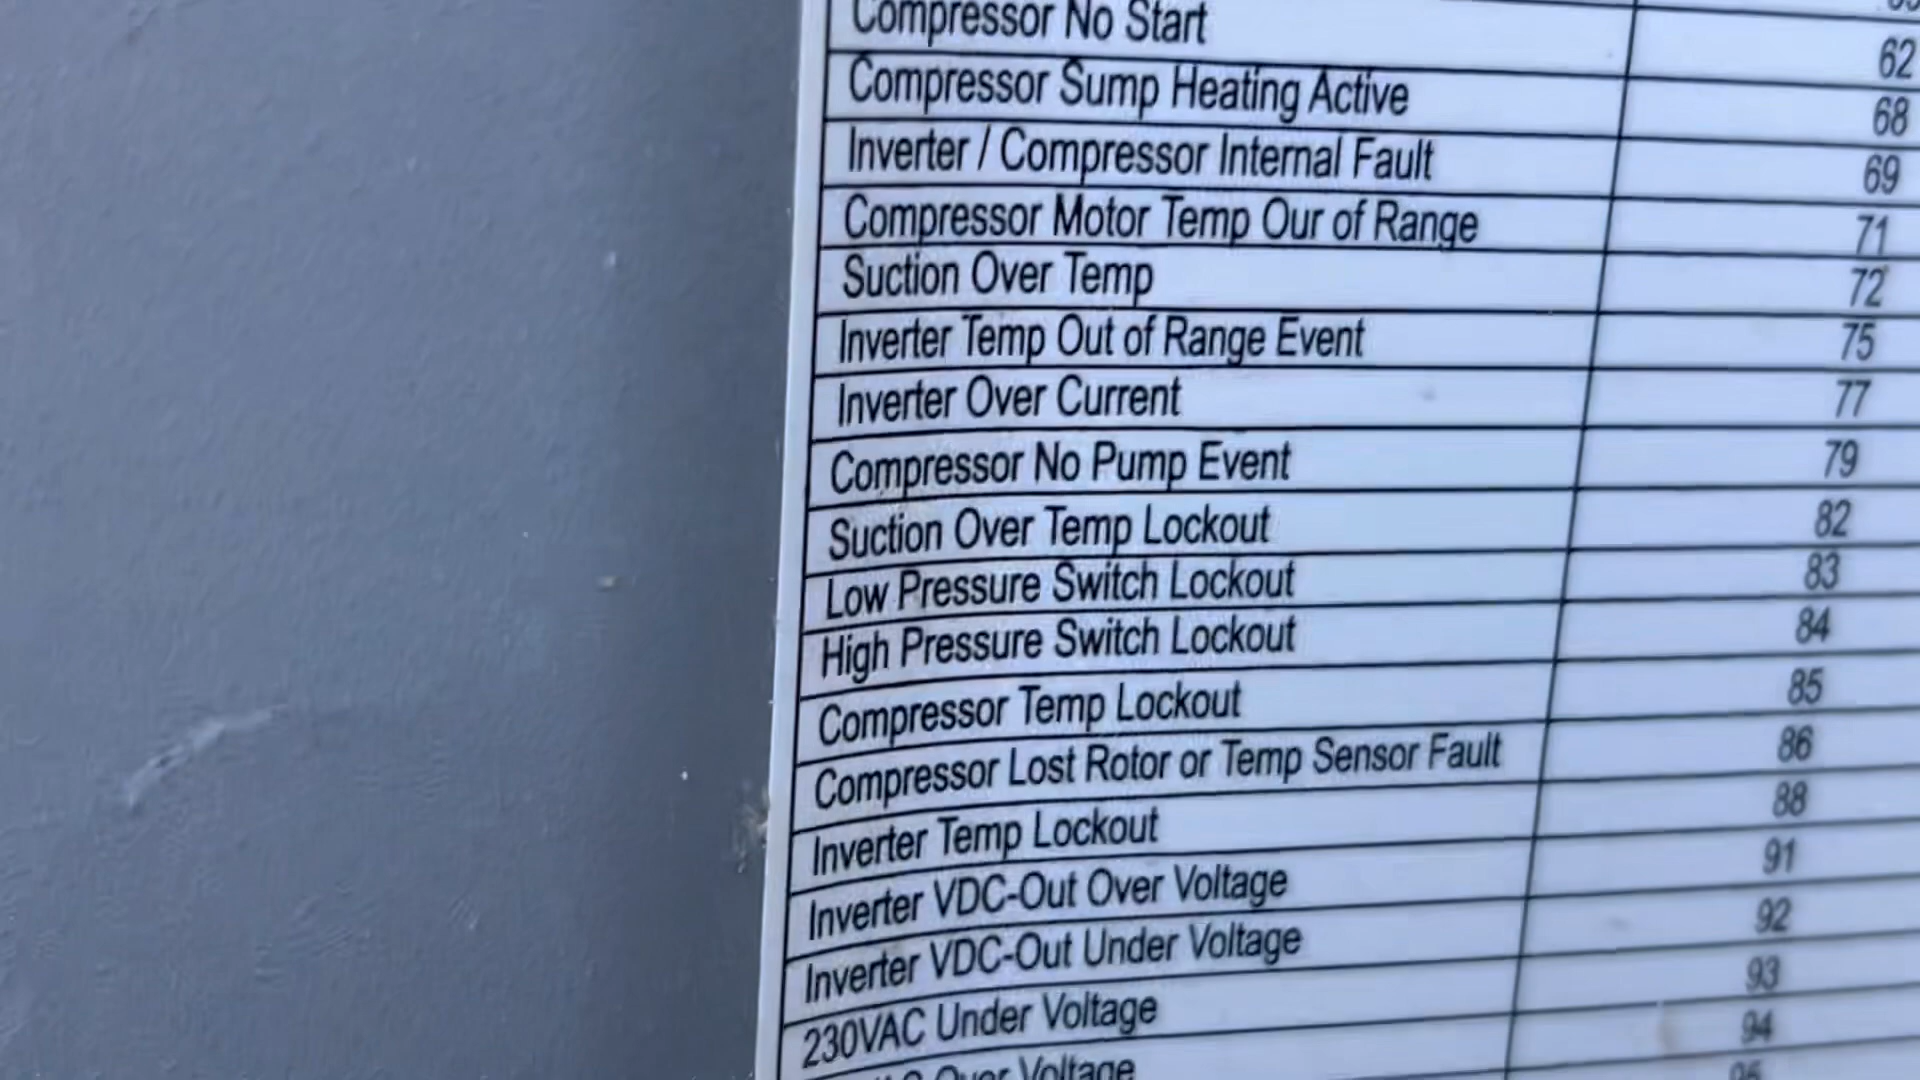 Compressor No Start 62
Compressor Sump Heating Active 68
Inverter / Compressor Internal Fault 69
Compressor Motor Temp Our of Range 71
Suction Over Temp 72
Inverter Temp Out of Range Event 75
Inverter Over Current 77
Compressor No Pump Event 79
Suction Over Temp Lockout 82
Low Pressure Switch Lockout 83
High Pressure Switch Lockout 84
Compressor Temp Lockout 85
Compressor Lost Rotor or Temp Sensor Fault 86
Inverter Temp Lockout 88
Inverter VDC-Out Over Voltage 91
Inverter VDC-Out Under Voltage 92
230VAC Under Voltage 93
Over Voltage 94